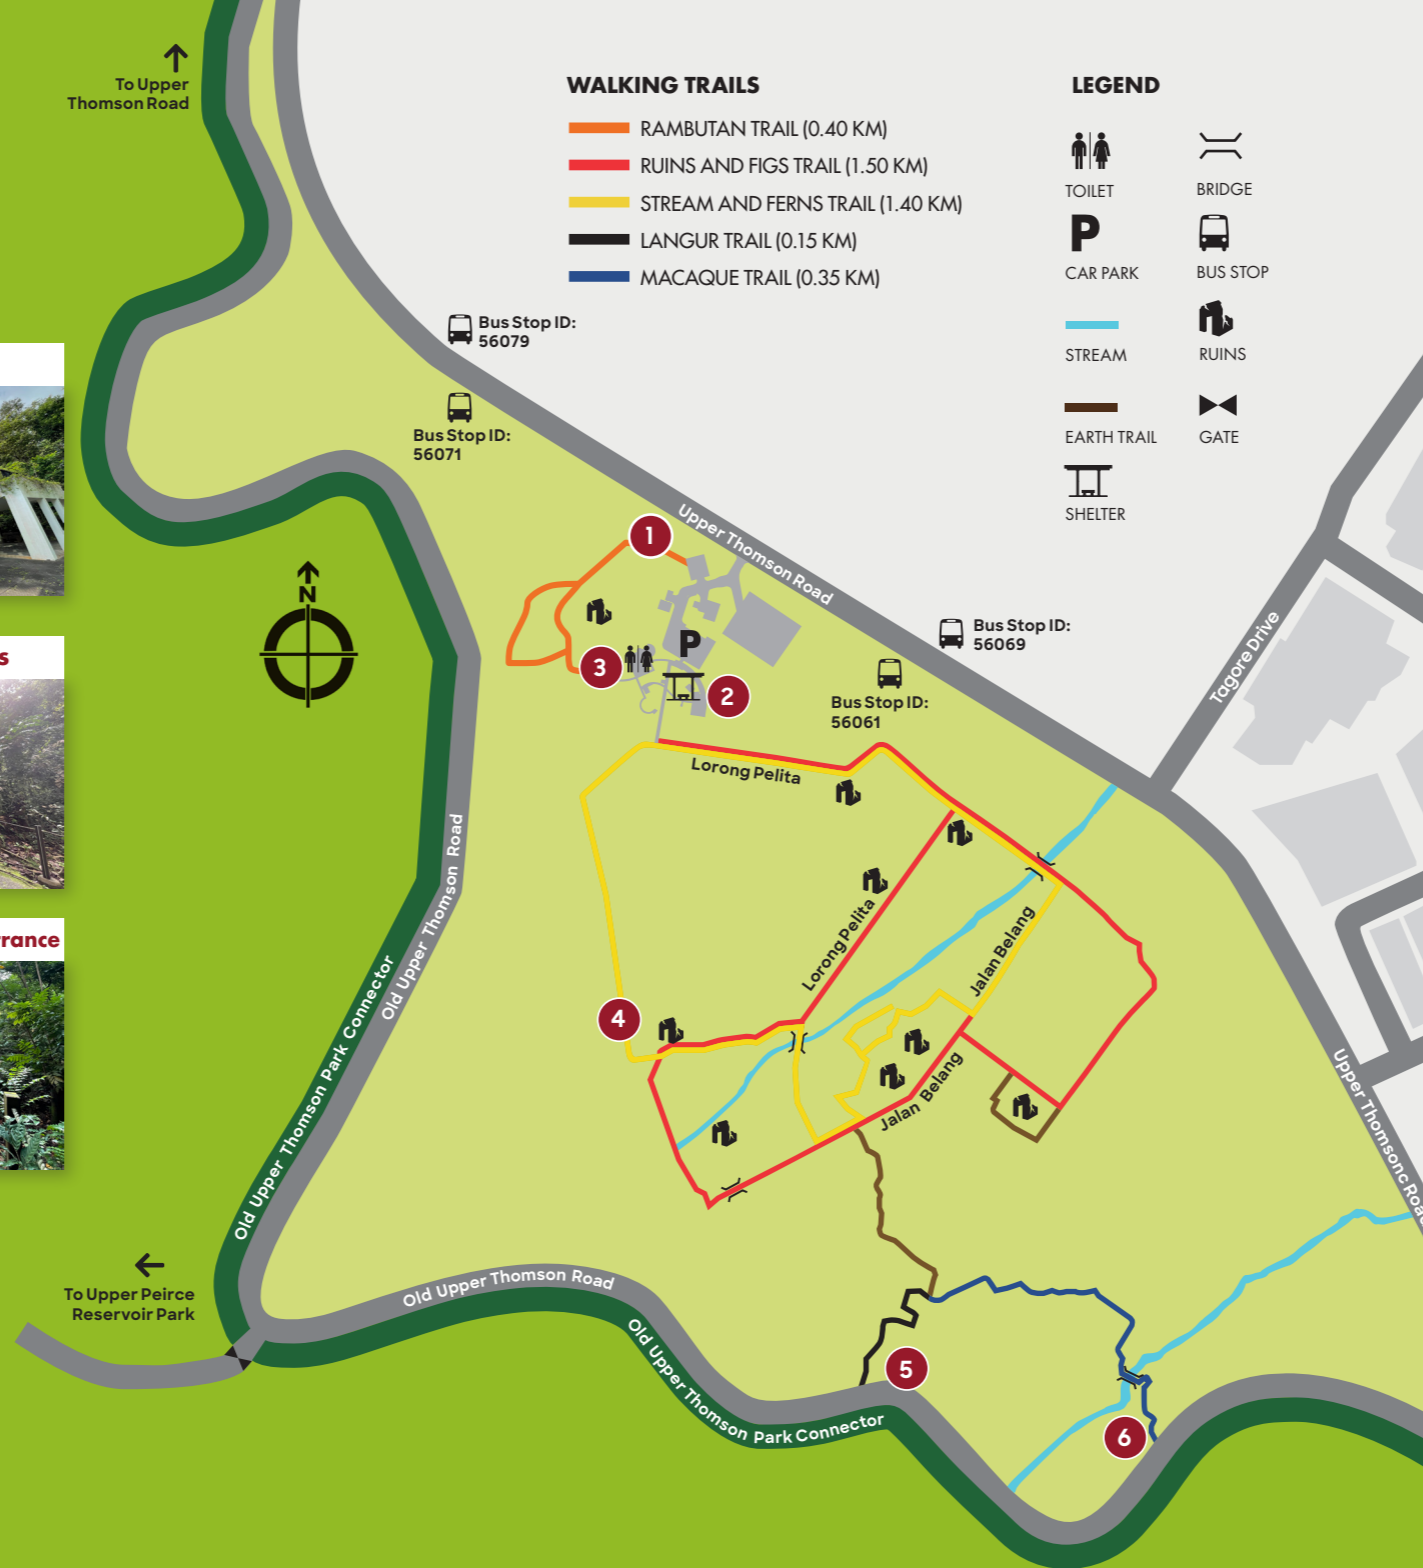 To Upper
Thomson Road
WALKING TRAILS
RAMBUTAN TRAIL (0.40 KM)
RUINS AND FIGS TRAIL (1.50 KM)
STREAM AND FERNS TRAIL (1.40 KM)
LANGUR TRAIL (0.15 KM)
MACAQUE TRAIL (0.35 KM)
LEGEND
TOILET
BRIDGE
P
CAR PARK
BUS STOP
STREAM
RUINS
EARTH TRAIL
GATE
SHELTER
Bus Stop ID:
56079
Bus Stop ID:
56071
Upper Thomson Road
1
N
3
P
2
Bus Stop ID:
56069
Bus Stop ID:
56061
Tagore Drive
s
rance
Lorong Pelita
Lorong Pelita
Jalan Belang
Jalan Belang
4
Old Upper Thomson Road
Old Upper Thomson Park Connector
Upper Thomsonc Road
To Upper Peirce
Reservoir Park
Old Upper Thomson Road
Old Upper Thomson Park Connector
5
6